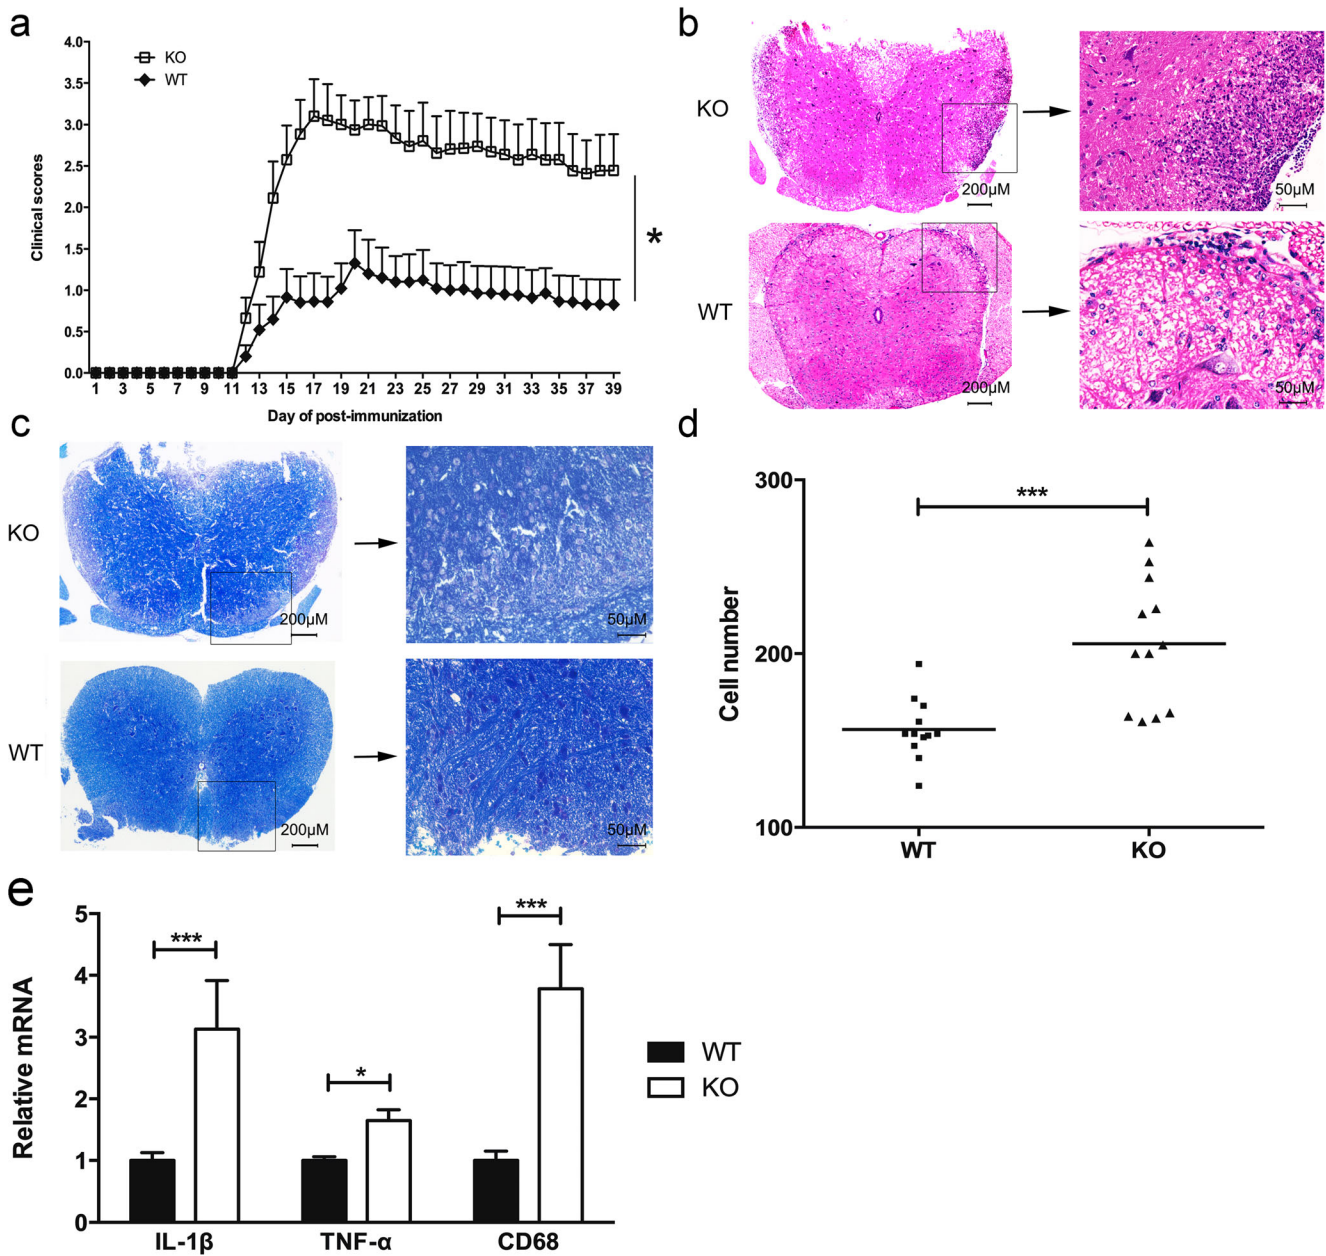 a
4.0
3.5
3.0
2.5
2.0
1.5
1.0
0.5
0.0
Clinical scores
KO
WT
*
1 3 5 7 9 11 13 15 17 19 21 23 25 27 29 31 33 35 37 39
Day of post-immunization
b
KO
200μM
50μM
WT
200μM
50μM
c
KO
200μM
50μM
WT
200μM
50μM
d
300
200
100
Cell number
***
WT KO
e
5
4
3
2
1
0
Relative mRNA
***
*
***
IL-1β TNF-α CD68
WT
KO